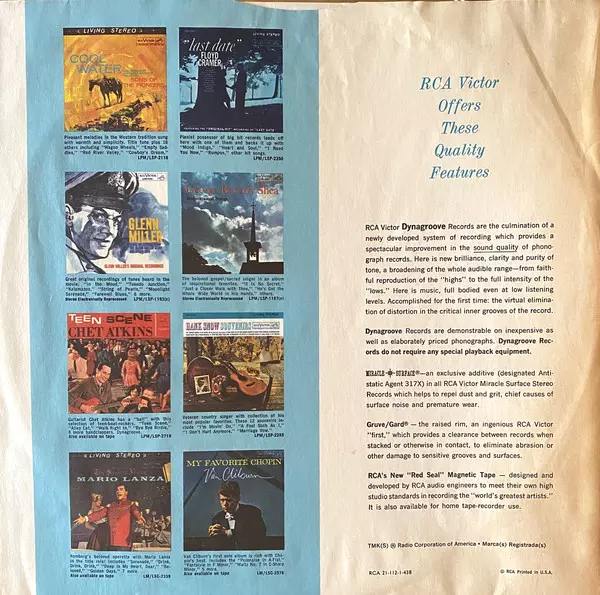 LIVING STEREO
COOL
WATER
SONS OF
THE PIONEERS
Pleasant melodies in the Western tradition sung
with warmth and simplicity. Title tune plus 10
others including "Wagon Wheels," "Empty Sad-
dles," "Red River Valley," "Cowboy's Dream."
LPM/LSP-2118
LIVING STEREO
"last date"
FLOYD
CRAMER
Pianist possessor of big hit records leads off
here with one of them and backs it up with
"Mood Indigo," "Heart and Soul," "I Need
You Now," "Rumpus," other hit songs.
LPM/LSP-2350
GLENN
MILLER
GLENN MILLER'S ORIGINAL RECORDINGS
Great original recordings of tunes heard in the
movie; "In the Mood," "Tuxedo Junction,"
"Kalamazoo," "String of Pearls," "Moonlight
Serenade," "Farewell Blues," 6 more.
Stereo Electronically Reprocessed
The beloved gospel/sacred singer in an album
of inspirational favorites. "It Is No Secret,"
"Just a Closer Walk with Thee," "He's Got the
Whole Wide World in His Hands," others.
Stereo Electronically Reprocessed LPM/LSP-1187(e)
TEEN SCENE
CHET ATKINS
Guitarist Chet Atkins has a "ball" with this
selection of teen-beat-rockers. "Teen Scene,"
"Alley Cat," "Walk Right In," "Bye Bye Birdie,"
8 more handclappers. Dynagroove.
Also available on tape LPM/LSP-2719
HANK SNOW
SOUVENIRS
Veteran country singer with collection of his
most popular favorites. These 12 souvenirs in-
clude "I'm Movin' On," "A Fool Such As I,"
"I Don't Hurt Anymore," "Marriage Vow."
LPM/LSP-2285
LIVING STEREO
MARIO LANZA
Romberg's beloved operetta with Mario Lanza
in the title role! Includes "Serenade," "Drink,
Drink, Drink," "Deep in My Heart, Dear," "Be-
loved," "Golden Days," 7 more.
Also available on tape LM/LSC-2339
MY FAVORITE CHOPIN
Van Cliburn
Van Cliburn's first solo album is rich with Cho-
pin's best. Includes the "Polonaise in A-Flat,"
"Fantaisie in F Minor," "Waltz No. 7 in C-Sharp
Minor," 5 more.
Also available on tape LM/LSC-2576
RCA Victor
Offers
These
Quality
Features
RCA Victor Dynagroove Records are the culmination of a
newly developed system of recording which provides a
spectacular improvement in the sound quality of phono-
graph records. Here is new brilliance, clarity and purity of
tone, a broadening of the whole audible range—from faith-
ful reproduction of the "highs" to the full intensity of the
"lows." Here is music, full bodied even at low listening
levels. Accomplished for the first time: the virtual elimina-
tion of distortion in the critical inner grooves of the record.
Dynagroove Records are demonstrable on inexpensive as
well as elaborately priced phonographs. Dynagroove Rec-
ords do not require any special playback equipment.
MIRACLE SURFACE®—an exclusive additive (designated Anti-
static Agent 317X) in all RCA Victor Miracle Surface Stereo
Records which helps to repel dust and grit, chief causes of
surface noise and premature wear.
Gruve/Gard® — the raised rim, an ingenious RCA Victor
"first," which provides a clearance between records when
stacked or otherwise in contact, to eliminate abrasion or
other damage to sensitive grooves and surfaces.
RCA's New "Red Seal" Magnetic Tape — designed and
developed by RCA audio engineers to meet their own high
studio standards in recording the "world's greatest artists."
It is also available for home tape-recorder use.
TMK(S) ® Radio Corporation of America • Marca(s) Registrada(s)
RCA 21-112-1-43B
© RCA Printed in U.S.A.